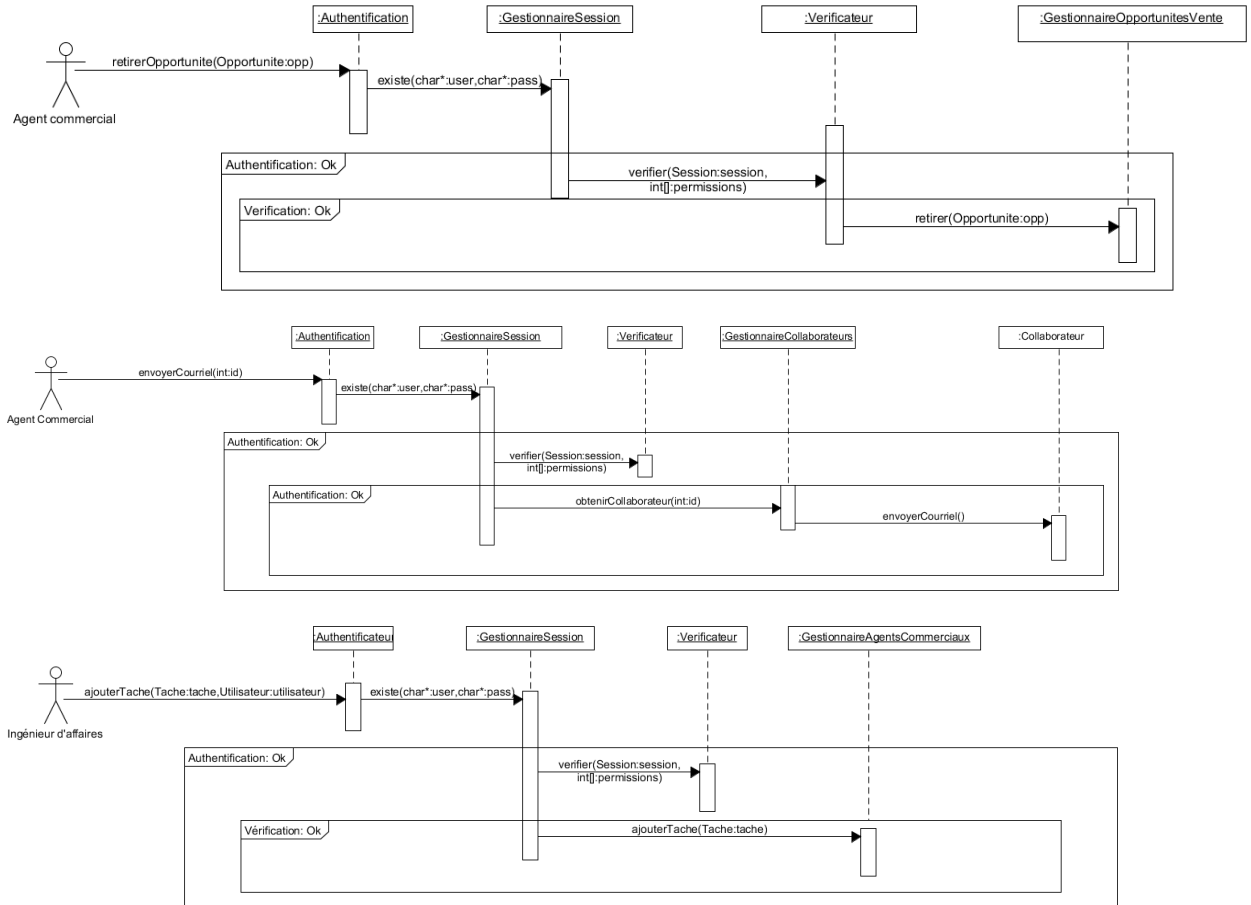 :Authentification
:GestionnaireSession
:Verificateur
:GestionnaireOpportunitesVente
retirerOpportunite(Opportunite:opp)
existe(char*:user,char*:pass)
Agent commercial
Authentification: Ok
verifier(Session:session,
int[]:permissions)
Verification: Ok
retirer(Opportunite:opp)
:Authentification
:GestionnaireSession
:Verificateur
:GestionnaireCollaborateurs
:Collaborateur
envoyerCourriel(int:id)
existe(char*:user,char*:pass)
Agent Commercial
Authentification: Ok
verifier(Session:session,
int[]:permissions)
Authentification: Ok
obtenirCollaborateur(int:id)
envoyerCourriel()
:Authentificateur
:GestionnaireSession
:Verificateur
:GestionnaireAgentsCommerciaux
ajouterTache(Tache:tache,Utilisateur:utilisateur)
existe(char*:user,char*:pass)
Ingénieur d'affaires
Authentification: Ok
verifier(Session:session,
int[]:permissions)
Vérification: Ok
ajouterTache(Tache:tache)